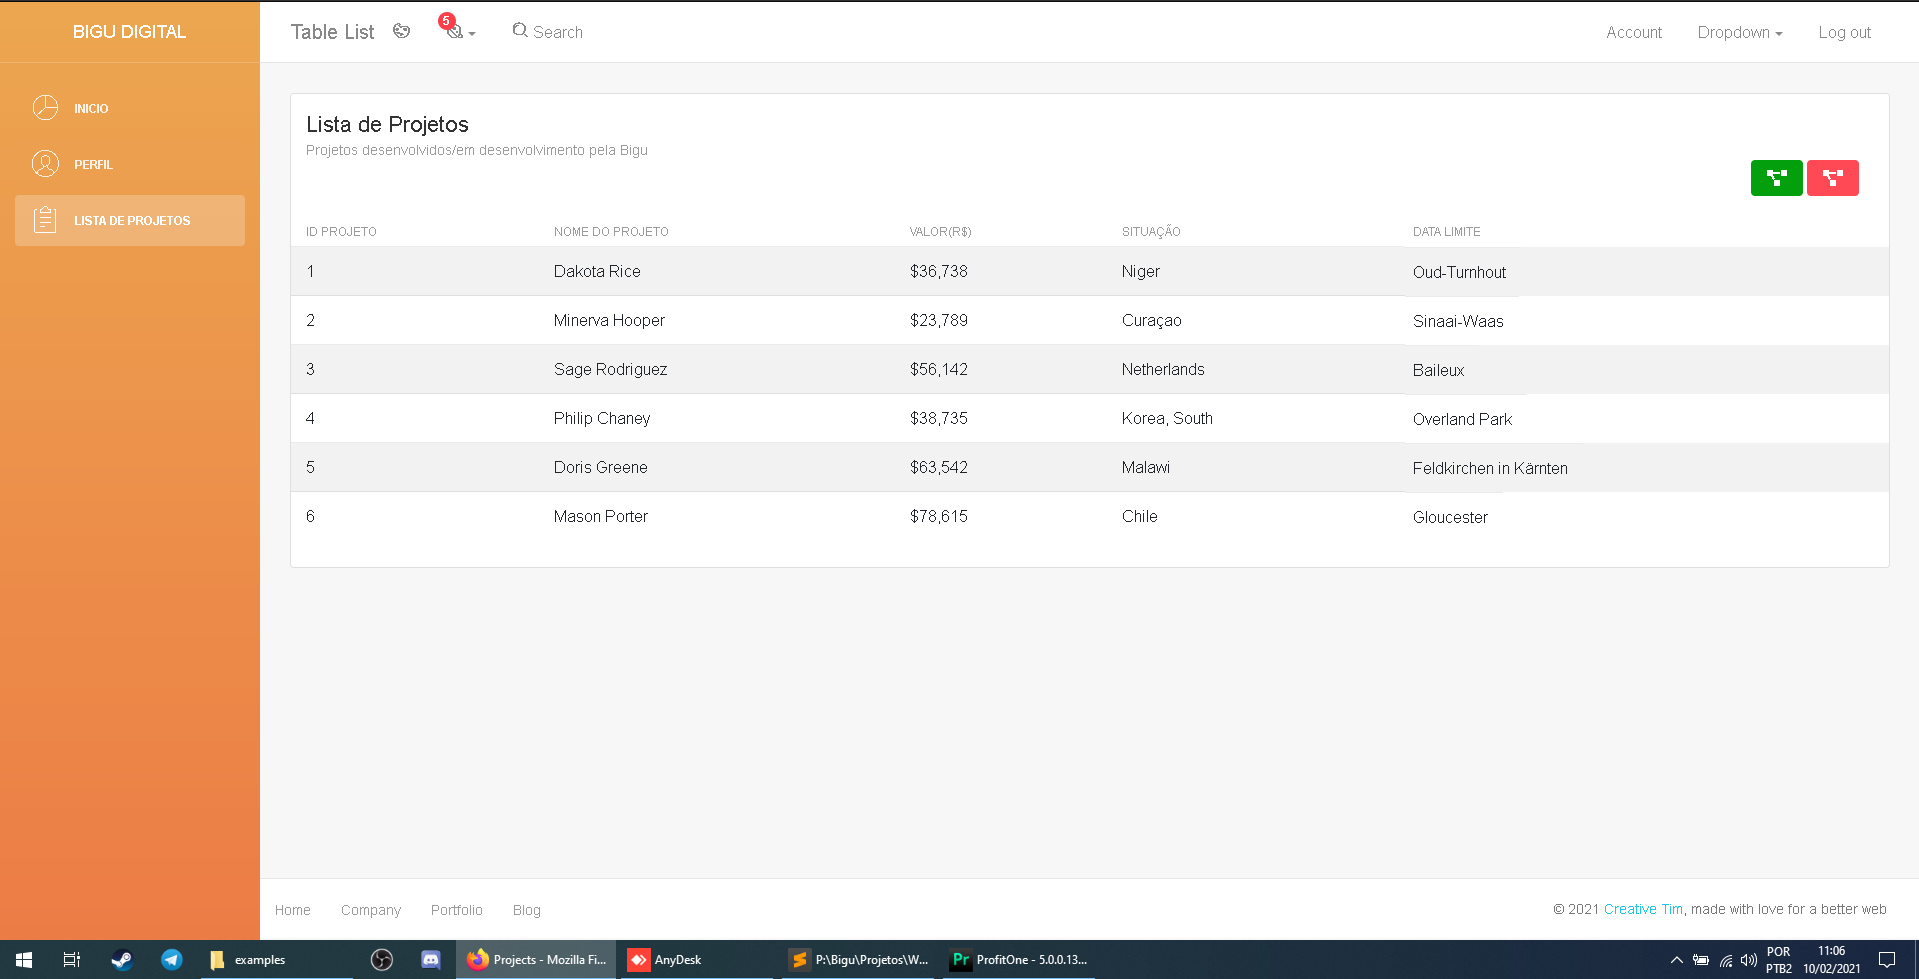 BIGU DIGITAL
INICIO
PERFIL
LISTA DE PROJETOS
Table List 5 Search Account Dropdown Log out
Lista de Projetos
Projetos desenvolvidos/em desenvolvimento pela Bigu
ID PROJETO NOME DO PROJETO VALOR(R$) SITUAÇÃO DATA LIMITE
1 Dakota Rice $36,738 Niger Oud-Turnhout
2 Minerva Hooper $23,789 Curaçao Sinaai-Waas
3 Sage Rodriguez $56,142 Netherlands Baileux
4 Philip Chaney $38,735 Korea, South Overland Park
5 Doris Greene $63,542 Malawi Feldkirchen in Kärnten
6 Mason Porter $78,615 Chile Gloucester
Home Company Portfolio Blog © 2021 Creative Tim, made with love for a better web
examples Projects - Mozilla Fi... AnyDesk P:\Bigu\Projetos\W... Pr ProfitOne - 5.0.0.13... POR 11:06
PTB2 10/02/2021